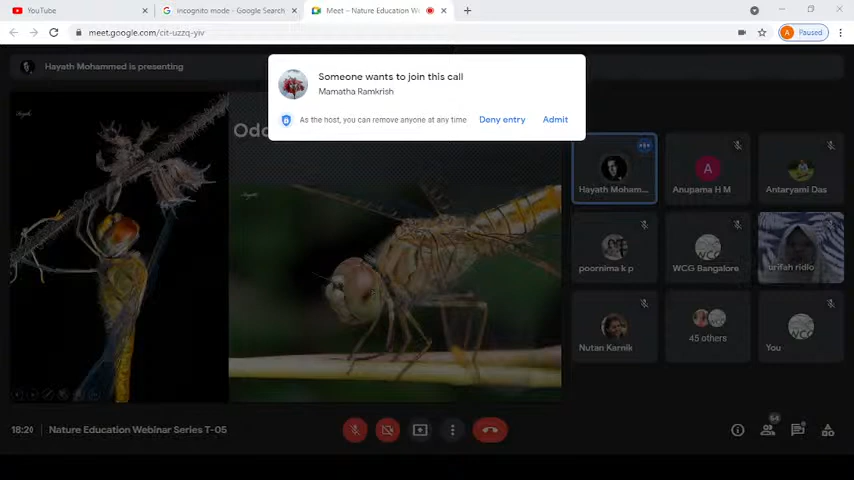 YouTube
incognito mode - Google Search
Meet – Nature Education W
meet.google.com/cit-uzzq-yiv
Paused
Hayath Mohammed is presenting
Someone wants to join this call
Mamatha Ramkrish
As the host, you can remove anyone at any time
Deny entry
Admit
Odo
Hayath Moham...
A
Anupama H M
Antaryami Das
poornima k p
WCG Bangalore
urifah ridlo
Nutan Karnik
45 others
You
18:20
Nature Education Webinar Series T-05
64